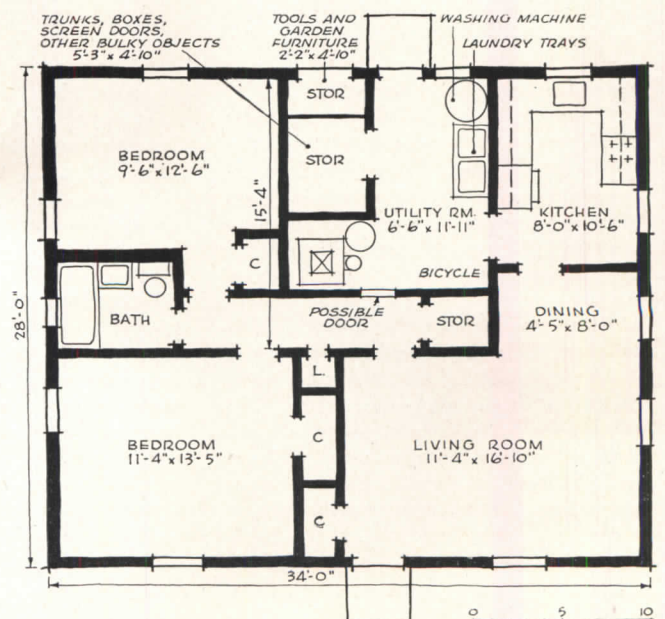 TRUNKS, BOXES,
SCREEN DOORS,
OTHER BULKY OBJECTS
5'-3" x 4'-10"
TOOLS AND
GARDEN
FURNITURE
2'-2" x 4'-10"
WASHING MACHINE
LAUNDRY TRAYS
STOR
STOR
BEDROOM
9'-6" x 12'-6"
15'-4"
UTILITY RM.
6'-6" x 11'-11"
KITCHEN
8'-0" x 10'-6"
C
BICYCLE
28'-0"
BATH
POSSIBLE
DOOR
STOR
DINING
4'-5" x 8'-0"
L.
BEDROOM
11'-4" x 13'-5"
C
LIVING ROOM
11'-4" x 16'-10"
C
34'-0"
0 5 10